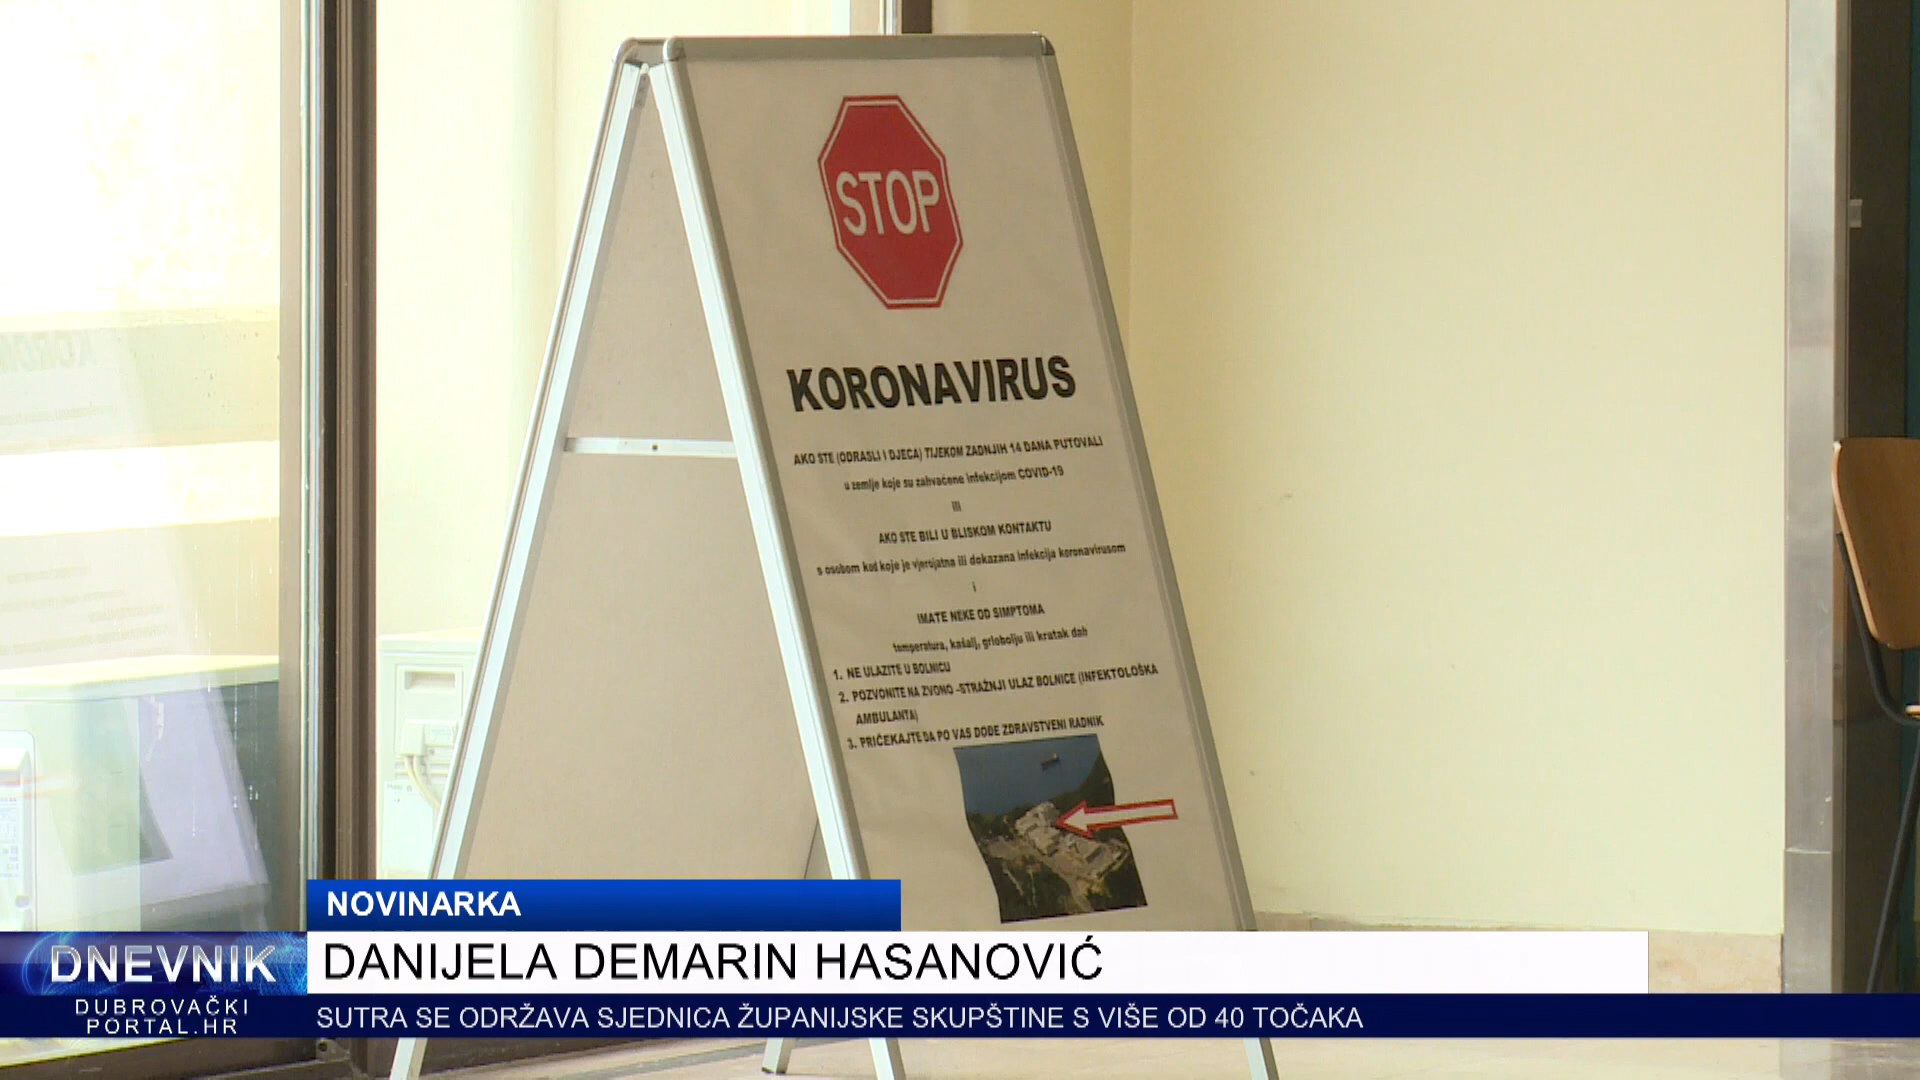 STOP
KORONAVIRUS
AKO STE (ODRASLI I DJECA) TIJEKOM ZADNJIH 14 DANA PUTOVALI
u zemlje koje su zahvaćene infekcijom COVID-19
ili
AKO STE BILI U BLISKOM KONTAKTU
s osobom kod koje je vjerojatna ili dokazana infekcija koronavirusom
i
IMATE NEKE OD SIMPTOMA
temperatura, kašalj, grlobolju ili kratak dah
1. NE ULAZITE U BOLNICU
2. POZVONITE NA ZVONO -STRAŽNJI ULAZ BOLNICE (INFEKTOLOŠKA
AMBULANTA)
3. PRIČEKAJTE DA PO VAS DOĐE ZDRAVSTVENI RADNIK
NOVINARKA
DNEVNIK
DANIJELA DEMARIN HASANOVIĆ
DUBROVAČKI
PORTAL.HR
SUTRA SE ODRŽAVA SJEDNICA ŽUPANIJSKE SKUPŠTINE S VIŠE OD 40 TOČAKA